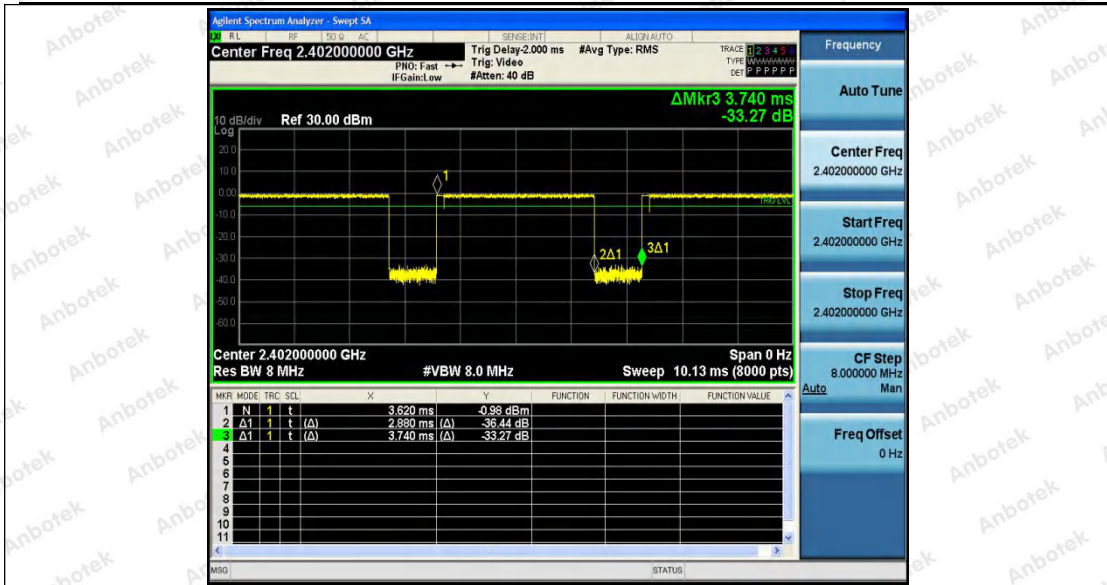 Agilent Spectrum Analyzer - Swept SA
RL RF 50 Ω AC SENSE:INT ALIGN AUTO
Center Freq 2.402000000 GHz
PNO: Fast
IFGain:Low
Trig Delay-2.000 ms
Trig: Video
#Atten: 40 dB
#Avg Type: RMS
TRACE 1 2 3 4 5 6
TYPE
DET P P P P P P
ΔMkr3 3.740 ms
-33.27 dB
10 dB/div Ref 30.00 dBm
Log
20.0
10.0
0.00
-10.0
-20.0
-30.0
-40.0
-50.0
-60.0
1
TRIG LVL
2Δ1
3Δ1
Center 2.402000000 GHz Span 0 Hz
Res BW 8 MHz #VBW 8.0 MHz Sweep 10.13 ms (8000 pts)
MKR MODE TRC SCL X Y FUNCTION FUNCTION WIDTH FUNCTION VALUE
1 N 1 t 3.620 ms -0.98 dBm
2 Δ1 1 t (Δ) 2.880 ms (Δ) -36.44 dB
3 Δ1 1 t (Δ) 3.740 ms (Δ) -33.27 dB
4
5
6
7
8
9
10
11
MSG STATUS
Frequency
Auto Tune
Center Freq
2.402000000 GHz
Start Freq
2.402000000 GHz
Stop Freq
2.402000000 GHz
CF Step
8.000000 MHz
Auto Man
Freq Offset
0 Hz
Anbotek